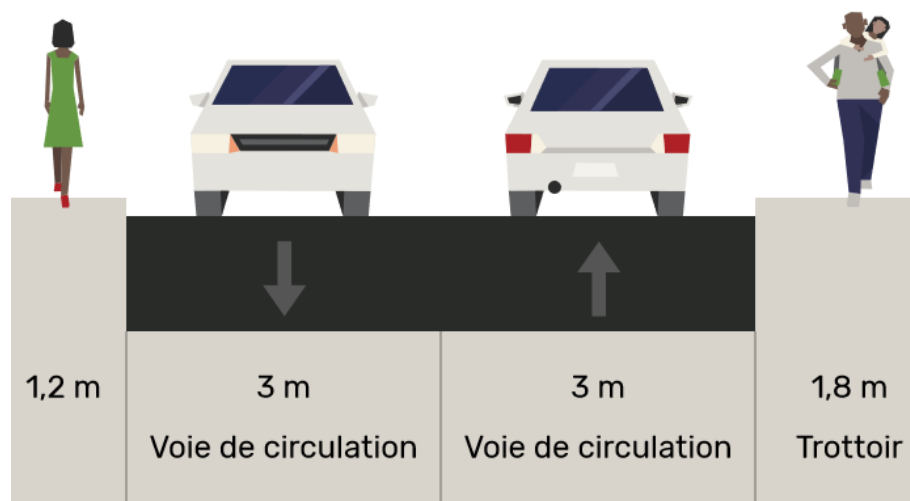 1,2 m
3 m
Voie de circulation
3 m
Voie de circulation
1,8 m
Trottoir